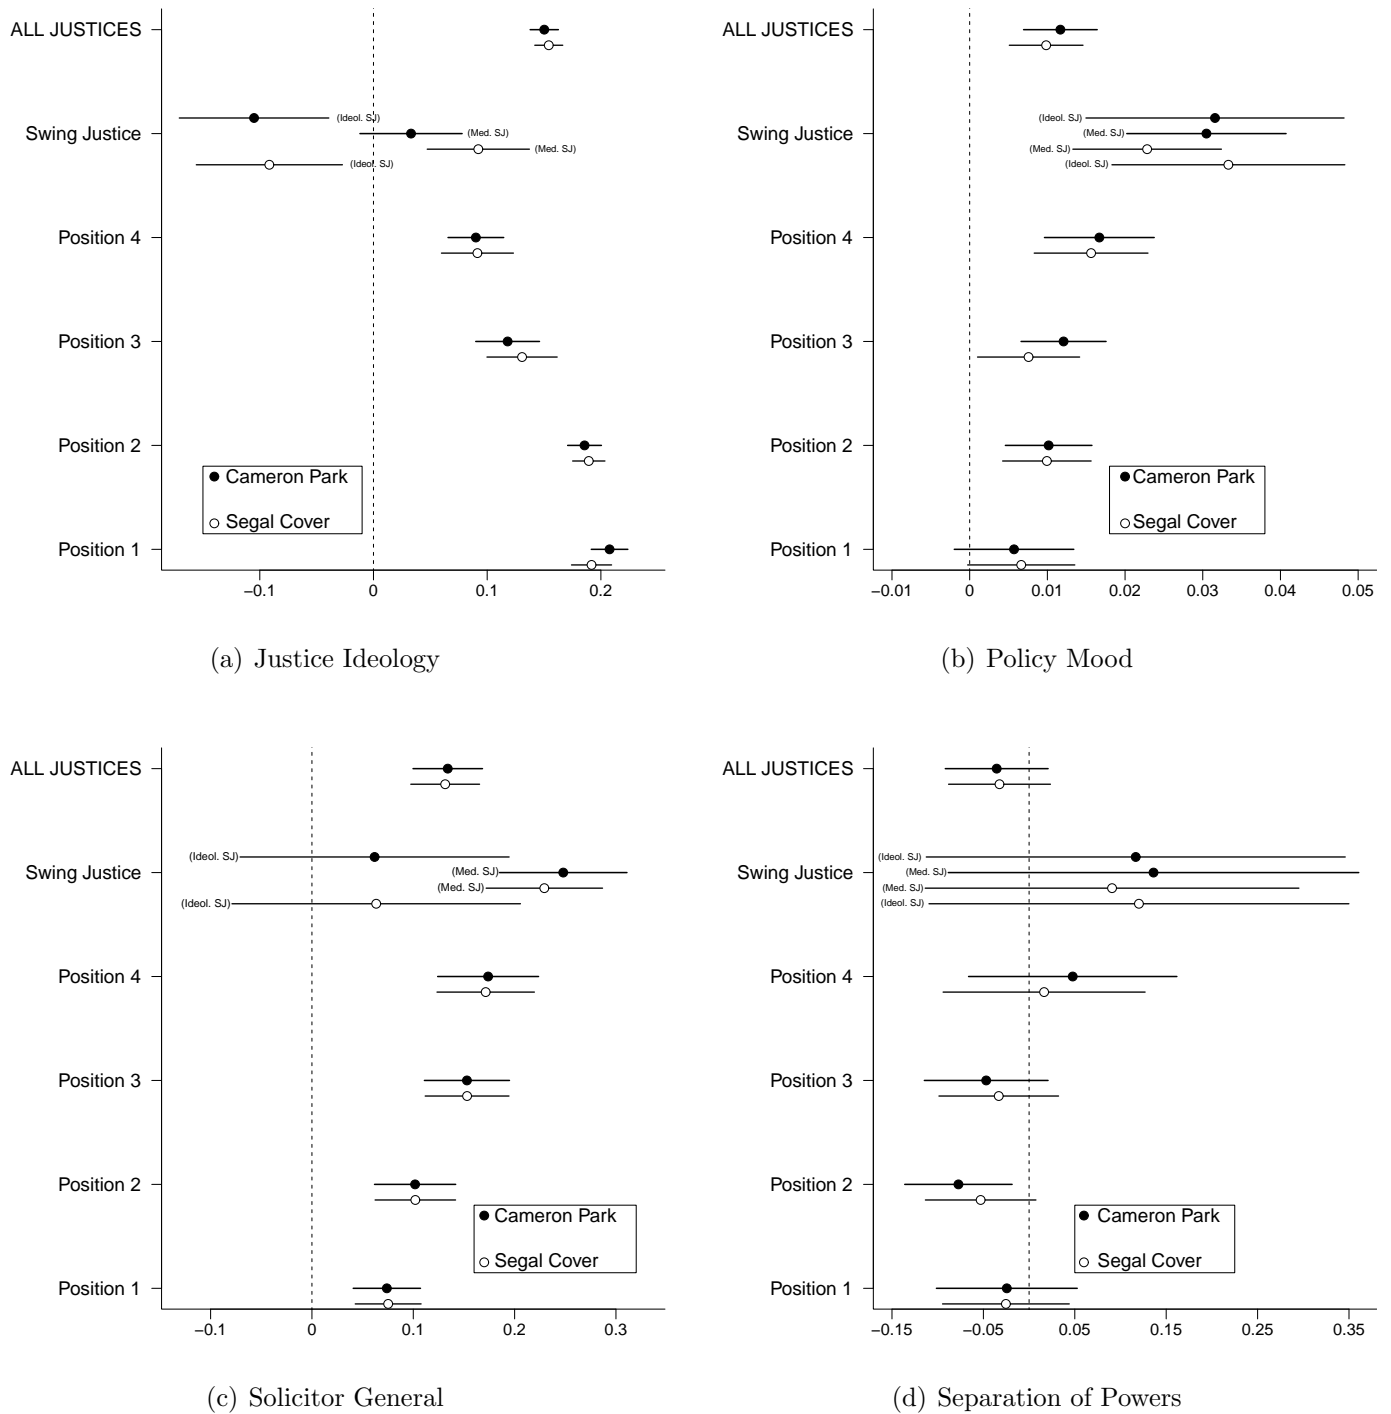 ALL JUSTICES
Swing Justice
(Ideol. SJ)
(Med. SJ)
(Med. SJ)
(Ideol. SJ)
Position 4
Position 3
Position 2
Position 1
Cameron Park
Segal Cover
−0.1 0 0.1 0.2
(a) Justice Ideology
ALL JUSTICES
Swing Justice
(Ideol. SJ)
(Med. SJ)
(Med. SJ)
(Ideol. SJ)
Position 4
Position 3
Position 2
Position 1
Cameron Park
Segal Cover
−0.01 0 0.01 0.02 0.03 0.04 0.05
(b) Policy Mood
ALL JUSTICES
Swing Justice
(Ideol. SJ)
(Med. SJ)
(Med. SJ)
(Ideol. SJ)
Position 4
Position 3
Position 2
Position 1
Cameron Park
Segal Cover
−0.1 0 0.1 0.2 0.3
(c) Solicitor General
ALL JUSTICES
Swing Justice
(Ideol. SJ)
(Med. SJ)
(Med. SJ)
(Ideol. SJ)
Position 4
Position 3
Position 2
Position 1
Cameron Park
Segal Cover
−0.15 −0.05 0.05 0.15 0.25 0.35
(d) Separation of Powers